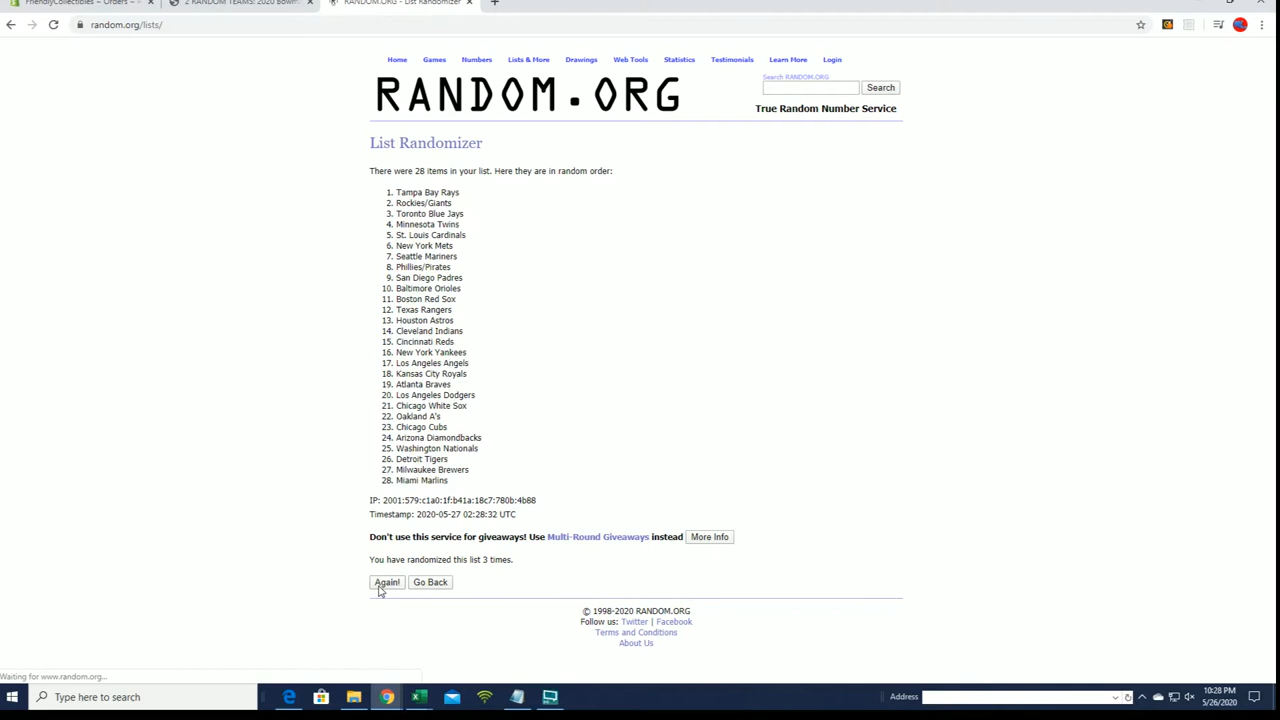 FriendlyCollectibles ~ Orders ~
2 RANDOM TEAMS: 2020 Bowm
RANDOM.ORG - List Randomizer
random.org/lists/
Home Games Numbers Lists & More Drawings Web Tools Statistics Testimonials Learn More Login
RANDOM.ORG
Search RANDOM.ORG
Search
True Random Number Service
List Randomizer
There were 28 items in your list. Here they are in random order:
1. Tampa Bay Rays
2. Rockies/Giants
3. Toronto Blue Jays
4. Minnesota Twins
5. St. Louis Cardinals
6. New York Mets
7. Seattle Mariners
8. Phillies/Pirates
9. San Diego Padres
10. Baltimore Orioles
11. Boston Red Sox
12. Texas Rangers
13. Houston Astros
14. Cleveland Indians
15. Cincinnati Reds
16. New York Yankees
17. Los Angeles Angels
18. Kansas City Royals
19. Atlanta Braves
20. Los Angeles Dodgers
21. Chicago White Sox
22. Oakland A's
23. Chicago Cubs
24. Arizona Diamondbacks
25. Washington Nationals
26. Detroit Tigers
27. Milwaukee Brewers
28. Miami Marlins
IP: 2001:579:c1a0:1f:b41a:18c7:780b:4b88
Timestamp: 2020-05-27 02:28:32 UTC
Don't use this service for giveaways! Use Multi-Round Giveaways instead More Info
You have randomized this list 3 times.
Again! Go Back
© 1998-2020 RANDOM.ORG
Follow us: Twitter | Facebook
Terms and Conditions
About Us
Waiting for www.random.org...
Type here to search
Address
10:28 PM
5/26/2020